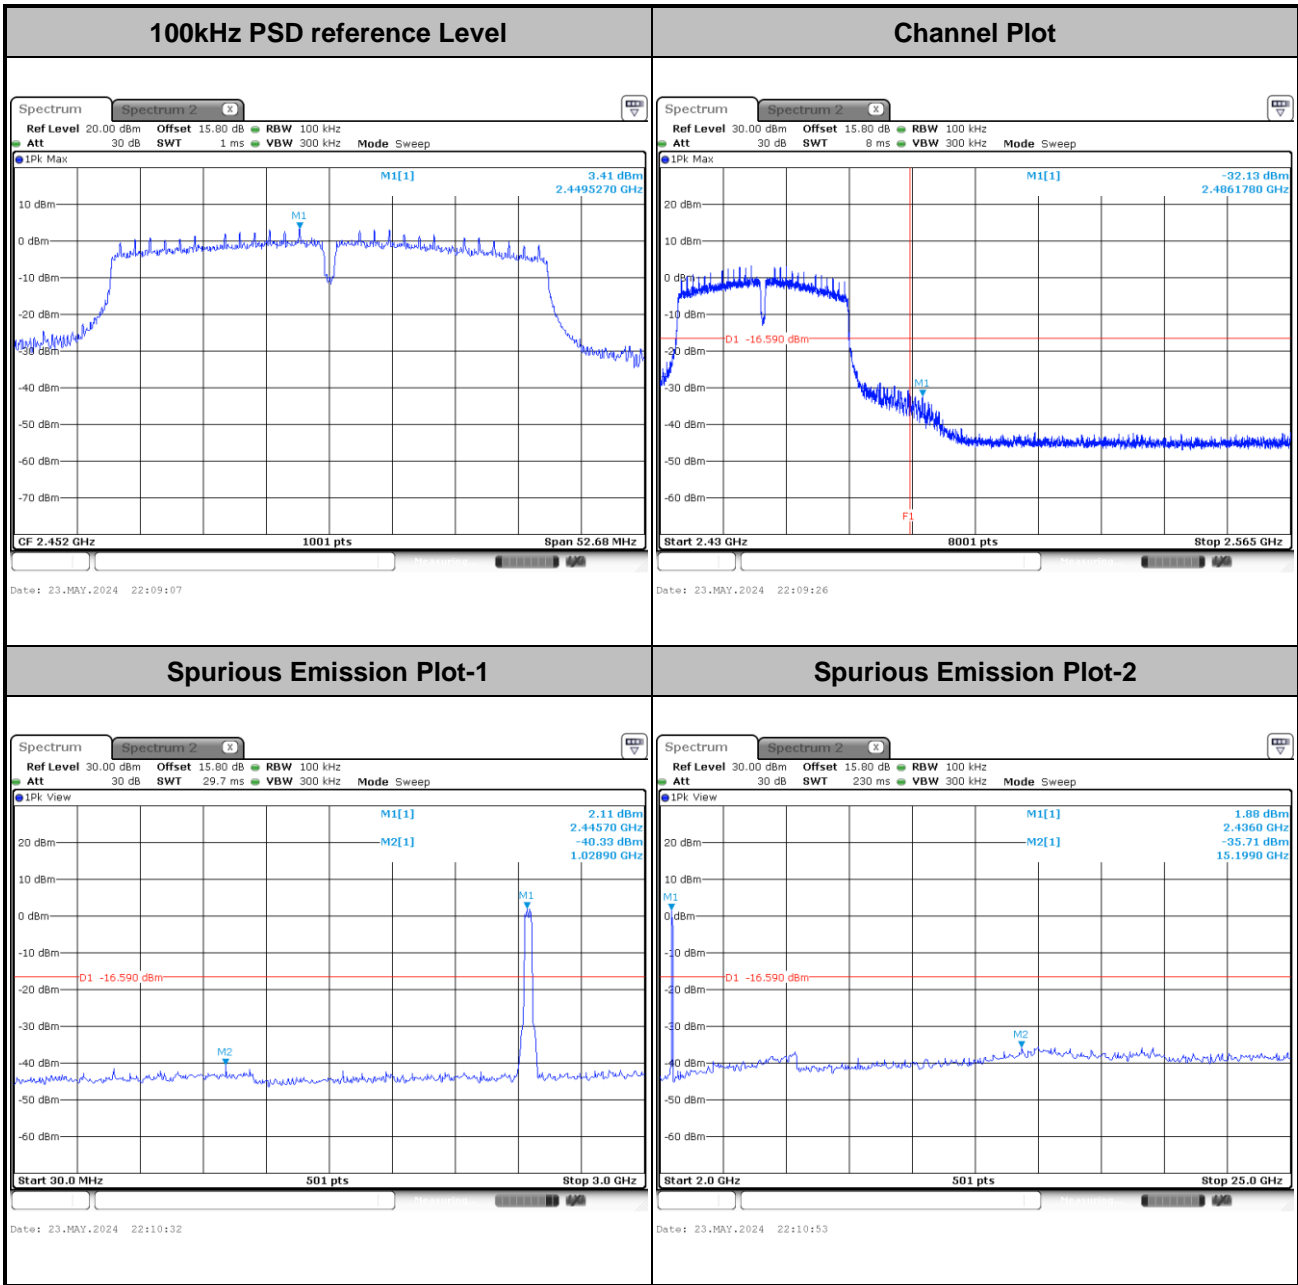 100kHz PSD reference Level
Channel Plot
Spectrum
Spectrum 2 X
Ref Level 20.00 dBm Offset 15.80 dB RBW 100 kHz
Att 30 dB SWT 1 ms VBW 300 kHz Mode Sweep
1Pk Max
M1[1] 3.41 dBm
2.4495270 GHz
M1
10 dBm
0 dBm
-10 dBm
-20 dBm
-30 dBm
-40 dBm
-50 dBm
-60 dBm
-70 dBm
CF 2.452 GHz 1001 pts Span 52.68 MHz
Measuring...
Date: 23.MAY.2024 22:09:07
Spectrum
Spectrum 2 X
Ref Level 30.00 dBm Offset 15.80 dB RBW 100 kHz
Att 30 dB SWT 8 ms VBW 300 kHz Mode Sweep
1Pk Max
M1[1] -32.13 dBm
2.4861780 GHz
20 dBm
10 dBm
0 dBm
-10 dBm
D1 -16.590 dBm
-20 dBm
-30 dBm
M1
-40 dBm
-50 dBm
-60 dBm
F1
Start 2.43 GHz 8001 pts Stop 2.565 GHz
Measuring...
Date: 23.MAY.2024 22:09:26
Spurious Emission Plot-1
Spurious Emission Plot-2
Spectrum
Spectrum 2 X
Ref Level 30.00 dBm Offset 15.80 dB RBW 100 kHz
Att 30 dB SWT 29.7 ms VBW 300 kHz Mode Sweep
1Pk View
M1[1] 2.11 dBm
2.44570 GHz
M2[1] -40.33 dBm
1.02890 GHz
20 dBm
10 dBm
M1
0 dBm
-10 dBm
D1 -16.590 dBm
-20 dBm
-30 dBm
M2
-40 dBm
-50 dBm
-60 dBm
Start 30.0 MHz 501 pts Stop 3.0 GHz
Measuring...
Date: 23.MAY.2024 22:10:32
Spectrum
Spectrum 2 X
Ref Level 30.00 dBm Offset 15.80 dB RBW 100 kHz
Att 30 dB SWT 230 ms VBW 300 kHz Mode Sweep
1Pk View
M1[1] 1.88 dBm
2.4360 GHz
M2[1] -35.71 dBm
15.1990 GHz
20 dBm
10 dBm
M1
0 dBm
-10 dBm
D1 -16.590 dBm
-20 dBm
-30 dBm
M2
-40 dBm
-50 dBm
-60 dBm
Start 2.0 GHz 501 pts Stop 25.0 GHz
Measuring...
Date: 23.MAY.2024 22:10:53